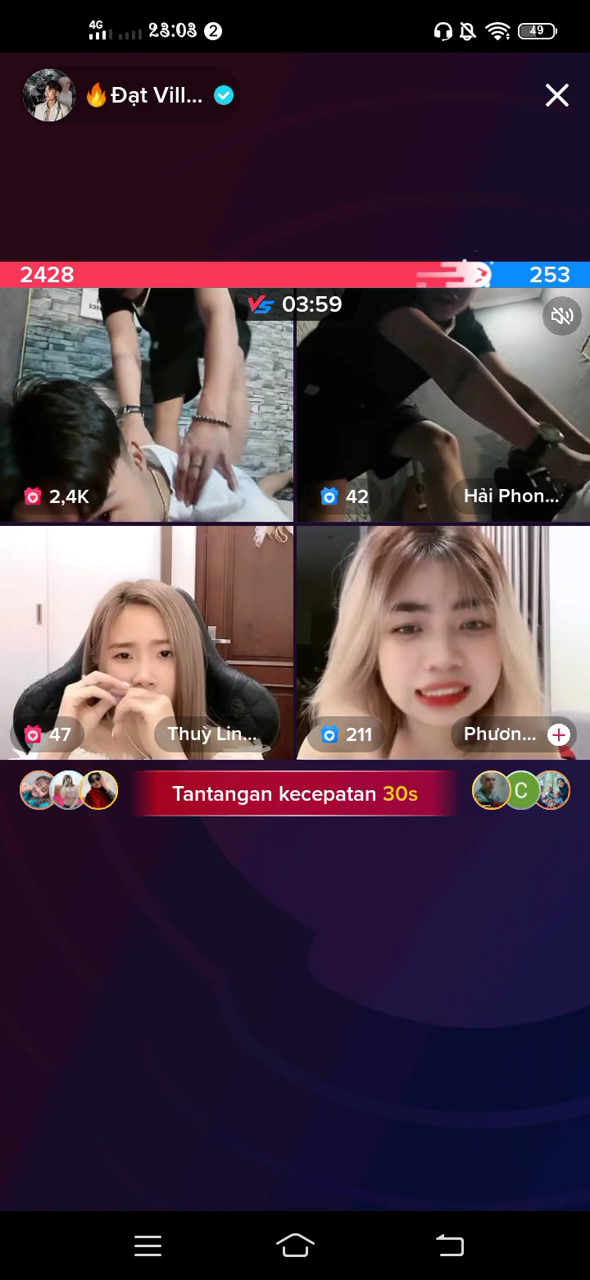 4G 23:03 2 49
🔥Đạt Vill...
2428 253
VS 03:59
2,4K 42 Hải Phon...
47 Thuỳ Lin... 211 Phươn...
Tantangan kecepatan 30s C